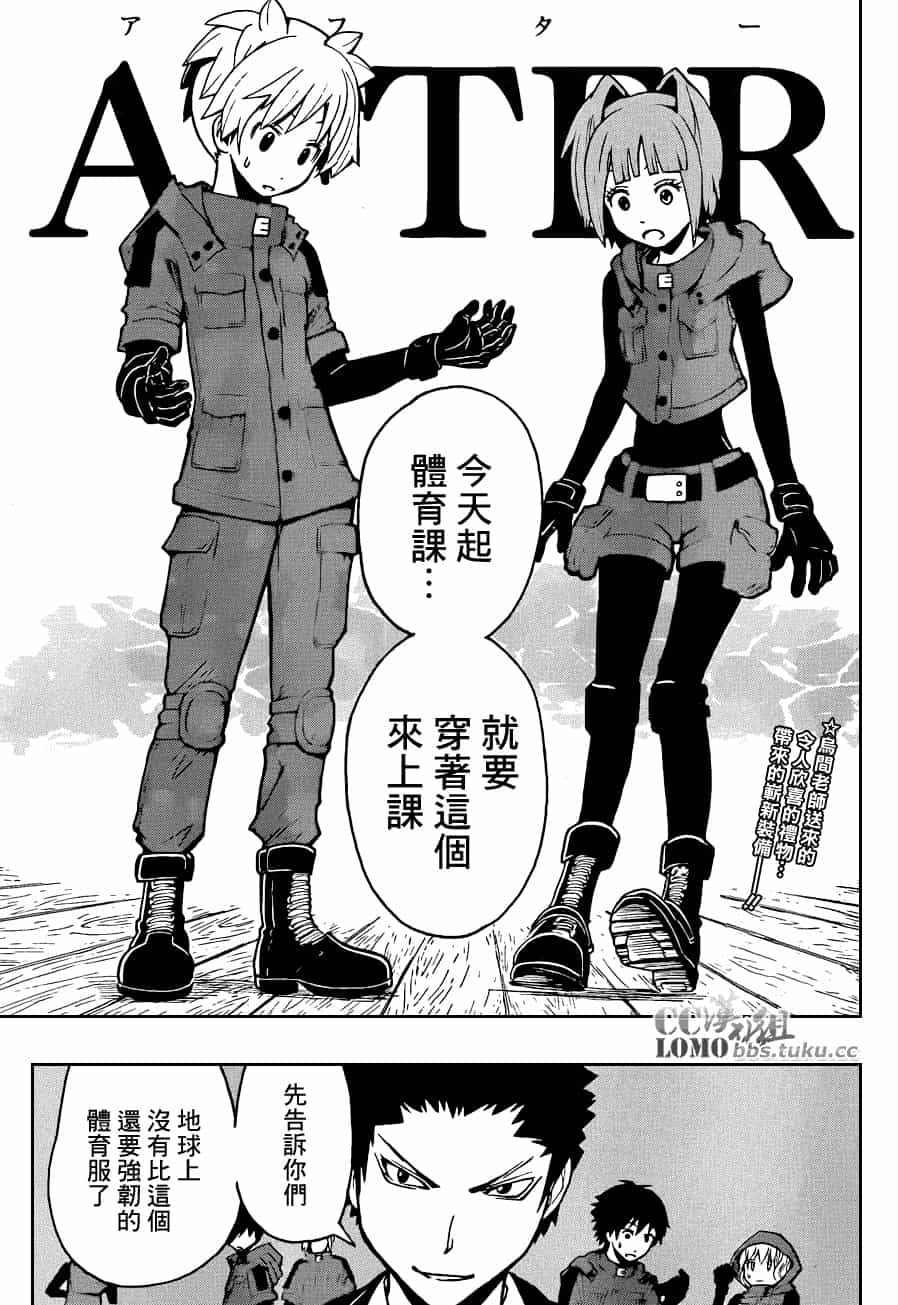 アフター
AFTER
今天起
體育課…
就要
穿著這個
來上課
☆烏間老師送來的
令人欣喜的禮物…
帶來的嶄新裝備
CC漢化組
LOMO bbs.tuku.cc
先告訴你們
地球上
沒有比這個
還要強韌的
體育服了